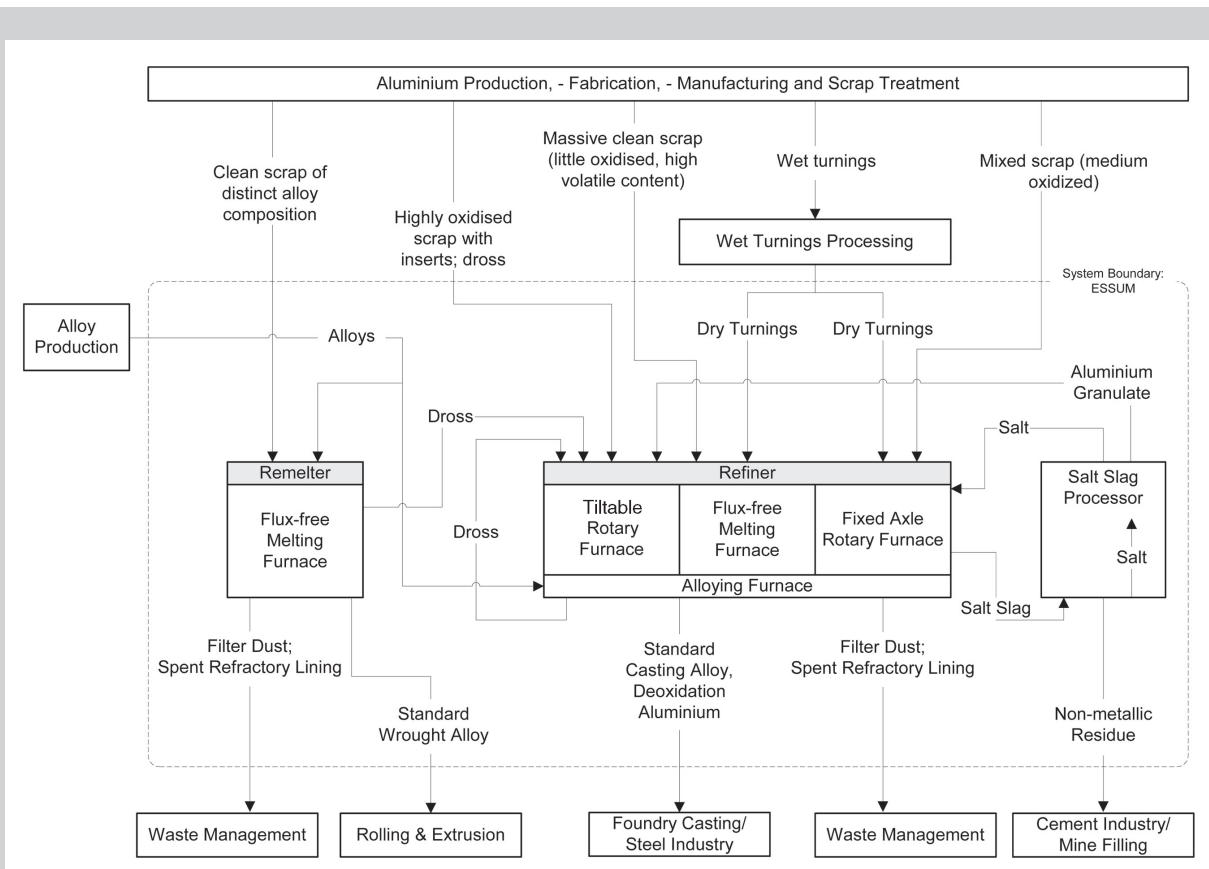 Aluminium Production, - Fabrication, - Manufacturing and Scrap Treatment
Clean scrap of
distinct alloy
composition
Highly oxidised
scrap with
inserts; dross
Massive clean scrap
(little oxidised, high
volatile content)
Wet turnings
Mixed scrap (medium
oxidized)
Wet Turnings Processing
System Boundary:
ESSUM
Alloy
Production
Alloys
Dry Turnings
Dry Turnings
Aluminium
Granulate
Dross
Salt
Remelter
Flux-free
Melting
Furnace
Dross
Refiner
Tiltable
Rotary
Furnace
Flux-free
Melting
Furnace
Fixed Axle
Rotary Furnace
Alloying Furnace
Salt Slag
Processor
Salt
Salt Slag
Filter Dust;
Spent Refractory Lining
Standard
Wrought Alloy
Standard
Casting Alloy,
Deoxidation
Aluminium
Filter Dust;
Spent Refractory Lining
Non-metallic
Residue
Waste Management
Rolling & Extrusion
Foundry Casting/
Steel Industry
Waste Management
Cement Industry/
Mine Filling